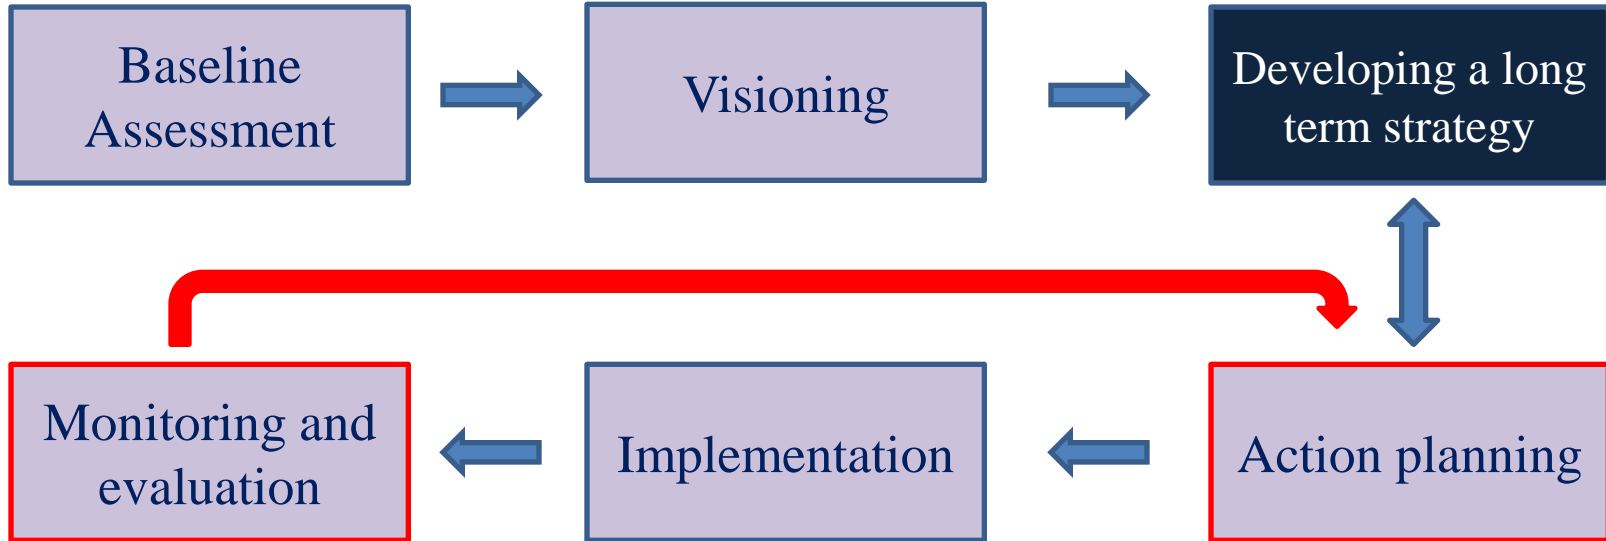 Baseline
Assessment
Visioning
Developing a long
term strategy
Monitoring and
evaluation
Implementation
Action planning